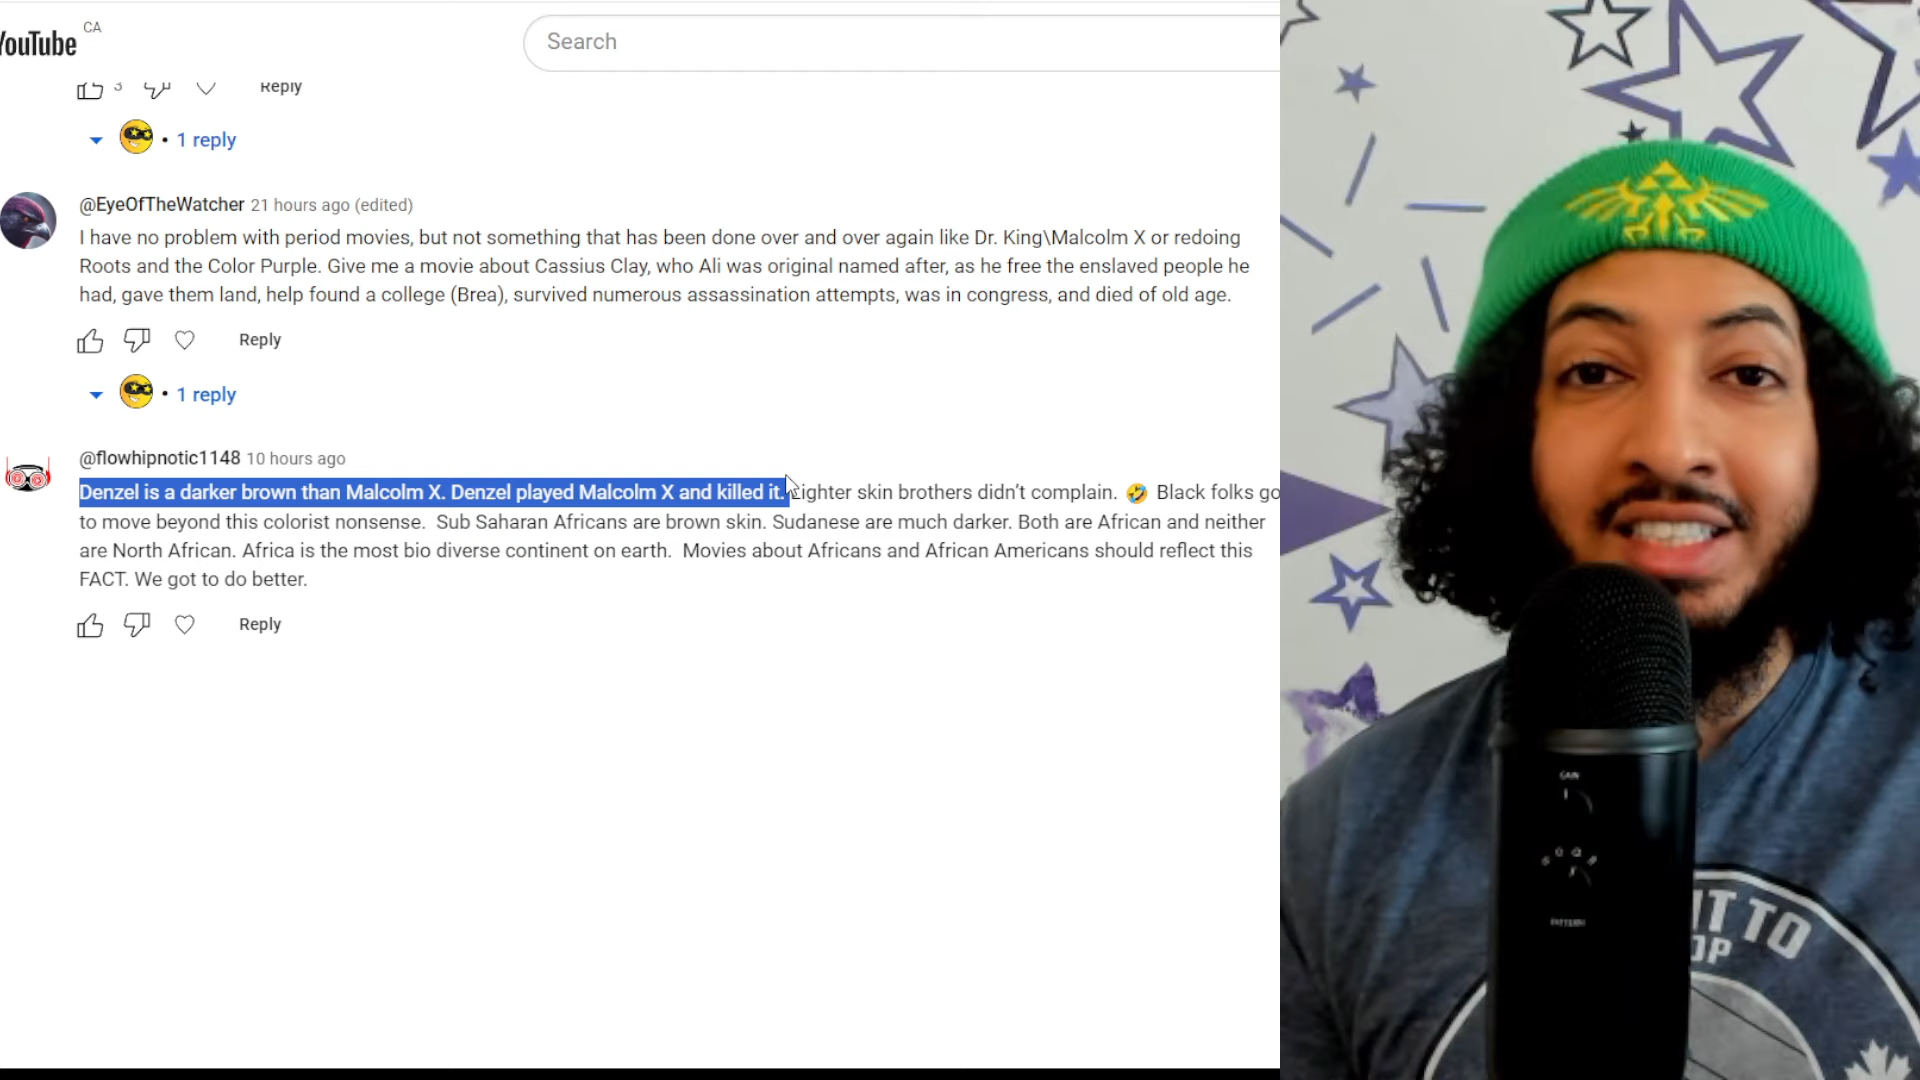 YouTube CA
Search
3 Reply
• 1 reply
@EyeOfTheWatcher 21 hours ago (edited)
I have no problem with period movies, but not something that has been done over and over again like Dr. King\Malcolm X or redoing
Roots and the Color Purple. Give me a movie about Cassius Clay, who Ali was original named after, as he free the enslaved people he
had, gave them land, help found a college (Brea), survived numerous assassination attempts, was in congress, and died of old age.
Reply
• 1 reply
@flowhipnotic1148 10 hours ago
Denzel is a darker brown than Malcolm X. Denzel played Malcolm X and killed it. Lighter skin brothers didn't complain. 🤣 Black folks go
to move beyond this colorist nonsense. Sub Saharan Africans are brown skin. Sudanese are much darker. Both are African and neither
are North African. Africa is the most bio diverse continent on earth. Movies about Africans and African Americans should reflect this
FACT. We got to do better.
Reply
GAIN
PATTERN
IT TO
OP